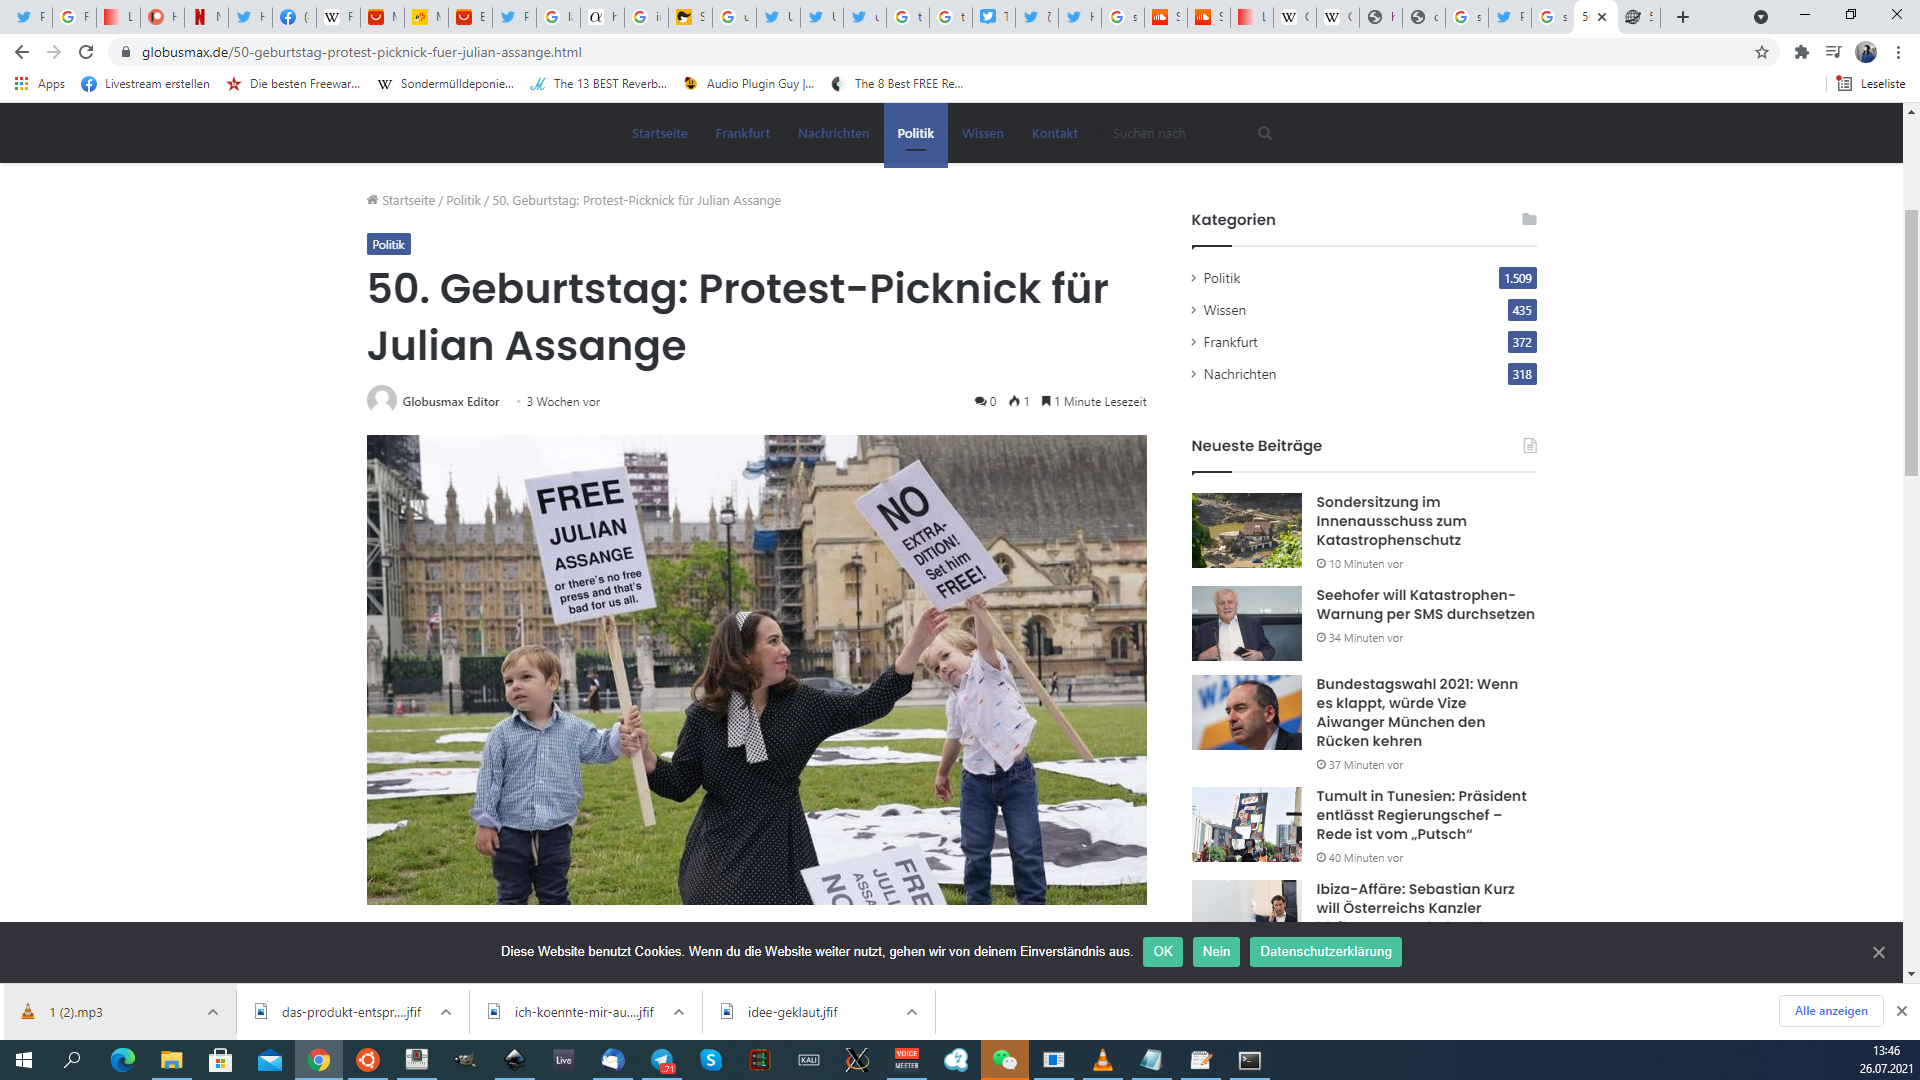 globusmax.de/50-geburtstag-protest-picknick-fuer-julian-assange.html
Apps
Livestream erstellen
Die besten Freewar...
Sondermülldeponie...
The 13 BEST Reverb...
Audio Plugin Guy |...
The 8 Best FREE Re...
Leseliste
Startseite
Frankfurt
Nachrichten
Politik
Wissen
Kontakt
Suchen nach
Startseite / Politik / 50. Geburtstag: Protest-Picknick für Julian Assange
Politik
50. Geburtstag: Protest-Picknick für
Julian Assange
Globusmax Editor
3 Wochen vor
0
1
1 Minute Lesezeit
FREE
JULIAN
ASSANGE
or there's no free
press and that's
bad for us all.
NO
EXTRA-
DITION!
Set him
FREE!
Kategorien
Politik 1.509
Wissen 435
Frankfurt 372
Nachrichten 318
Neueste Beiträge
Sondersitzung im
Innenausschuss zum
Katastrophenschutz
10 Minuten vor
Seehofer will Katastrophen-
Warnung per SMS durchsetzen
34 Minuten vor
Bundestagswahl 2021: Wenn
es klappt, würde Vize
Aiwanger München den
Rücken kehren
37 Minuten vor
Tumult in Tunesien: Präsident
entlässt Regierungschef –
Rede ist vom „Putsch“
40 Minuten vor
Ibiza-Affäre: Sebastian Kurz
will Österreichs Kanzler
Diese Website benutzt Cookies. Wenn du die Website weiter nutzt, gehen wir von deinem Einverständnis aus.
OK
Nein
Datenschutzerklärung
1 (2).mp3
das-produkt-entspr....jfif
ich-koennte-mir-au....jfif
idee-geklaut.jfif
Alle anzeigen
Live
.71
KALI
VOICE
MEETER
13:46
26.07.2021